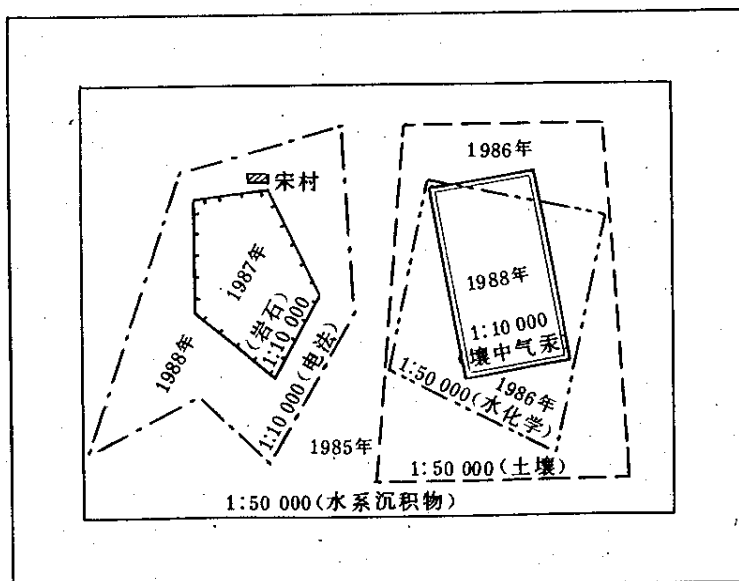 1986年
宋村
1987年
(岩石)
1:10 000
1988年
1:10 000(电法)
1988年
1:10 000
壤中气汞
1986年
1:50 000(水化学)
1985年
1:50 000(土壤)
1:50 000(水系沉积物)